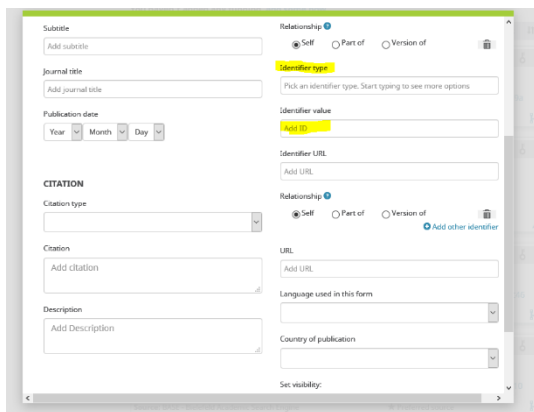 Subtitle
Add subtitle
Journal title
Add journal title
Publication date
Year Month Day
CITATION
Citation type
Citation
Add citation
Description
Add Description
Relationship
Self Part of Version of
Identifier type
Pick an identifier type. Start typing to see more options
Identifier value
Add ID
Identifier URL
Add URL
Relationship
Self Part of Version of
Add other identifier
URL
Add URL
Language used in this form
Country of publication
Set visibility: